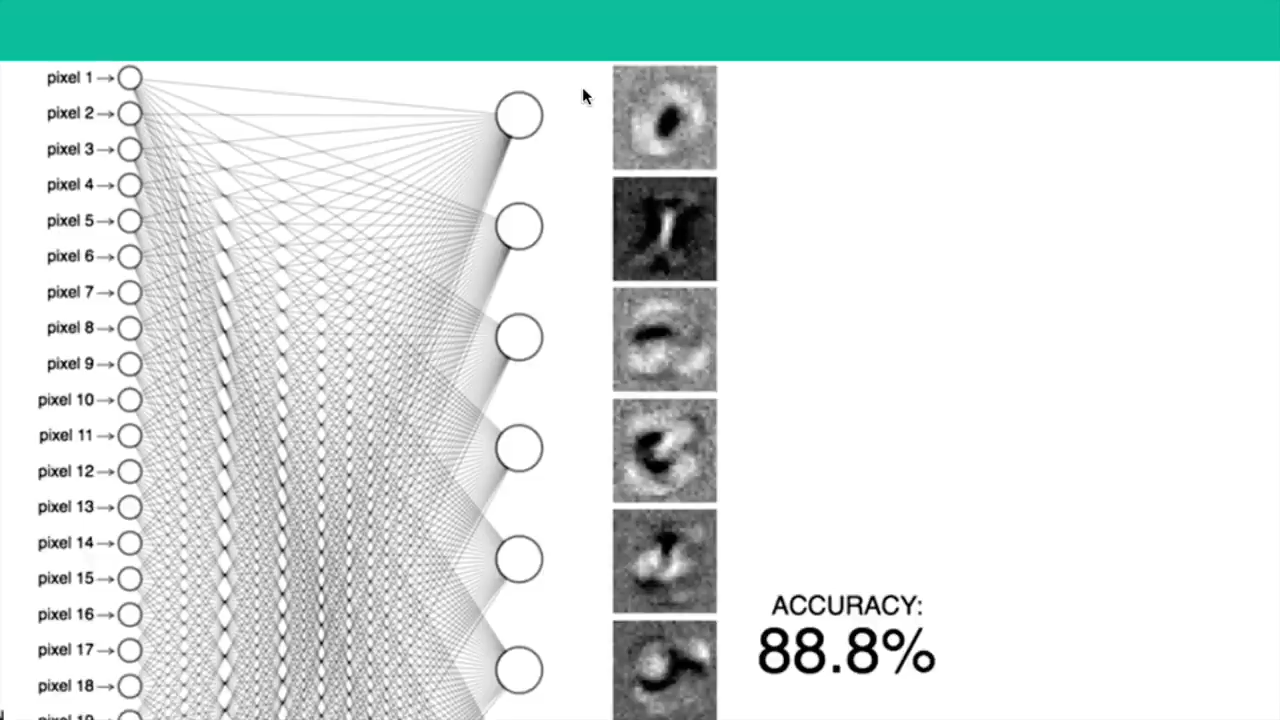 pixel 1→
pixel 2→
pixel 3→
pixel 4→
pixel 5→
pixel 6→
pixel 7→
pixel 8→
pixel 9→
pixel 10→
pixel 11→
pixel 12→
pixel 13→
pixel 14→
pixel 15→
pixel 16→
pixel 17→
pixel 18→
ACCURACY:
88.8%